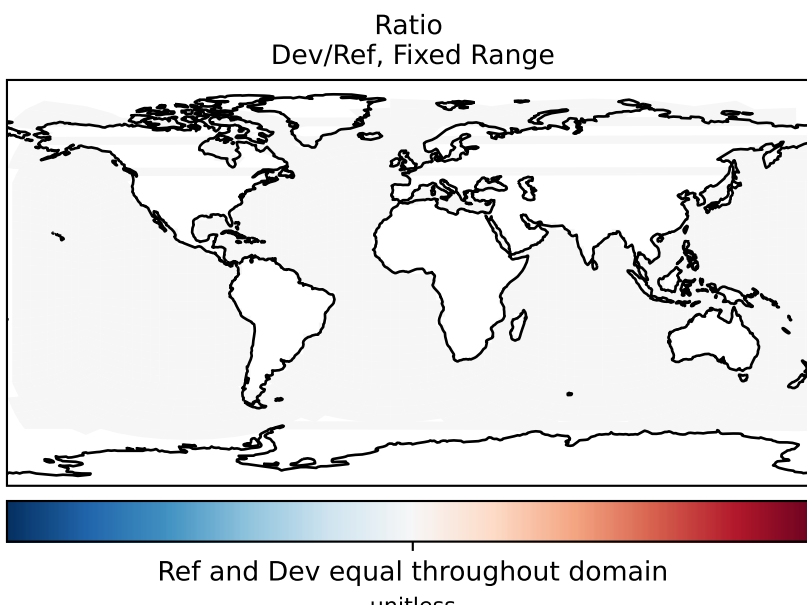 Ratio
Dev/Ref, Fixed Range
Ref and Dev equal throughout domain
unitless